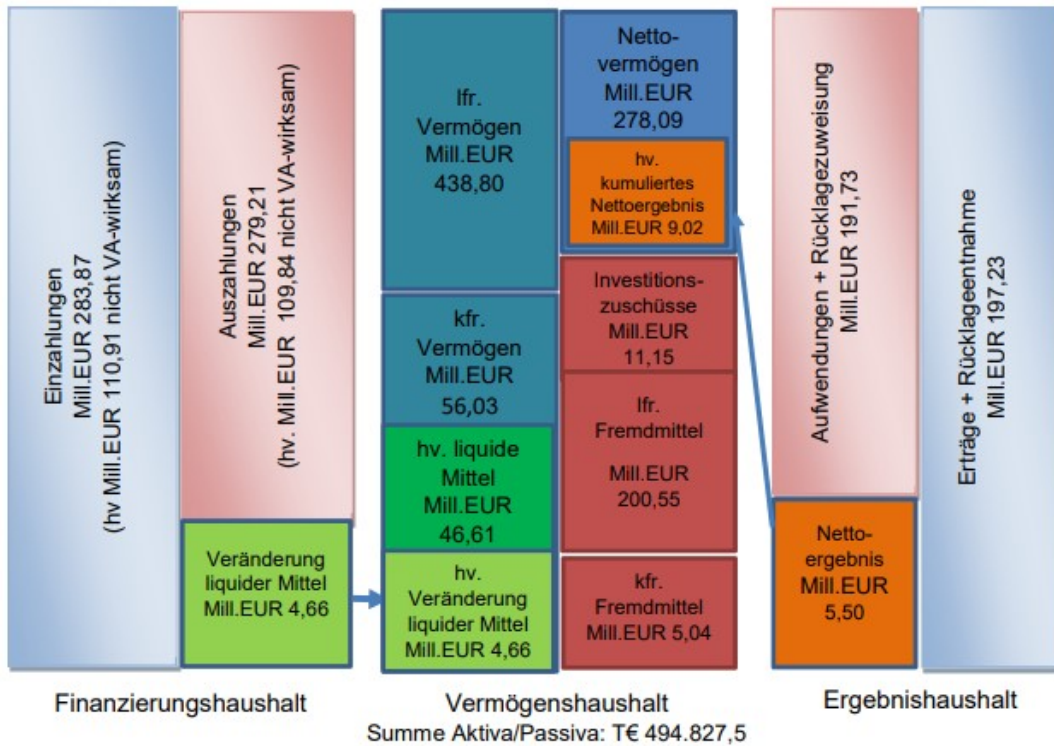 Einzahlungen
Mill.EUR 283,87
(hv Mill.EUR 110,91 nicht VA-wirksam)
Auszahlungen
Mill.EUR 279,21
(hv. Mill.EUR 109,84 nicht VA-wirksam)
Veränderung
liquider Mittel
Mill.EUR 4,66
Finanzierungshaushalt
lfr.
Vermögen
Mill.EUR
438,80
kfr.
Vermögen
Mill.EUR
56,03
hv. liquide
Mittel
Mill.EUR
46,61
hv.
Veränderung
liquider Mittel
Mill.EUR 4,66
Netto-
vermögen
Mill.EUR
278,09
hv.
kumuliertes
Nettoergebnis
Mill.EUR 9,02
Investitions-
zuschüsse
Mill.EUR
11,15
lfr.
Fremdmittel
Mill.EUR
200,55
kfr.
Fremdmittel
Mill.EUR 5,04
Vermögenshaushalt
Summe Aktiva/Passiva: T€ 494.827,5
Aufwendungen + Rücklagezuweisung
Mill.EUR 191,73
Netto-
ergebnis
Mill.EUR
5,50
Erträge + Rücklageentnahme
Mill.EUR 197,23
Ergebnishaushalt